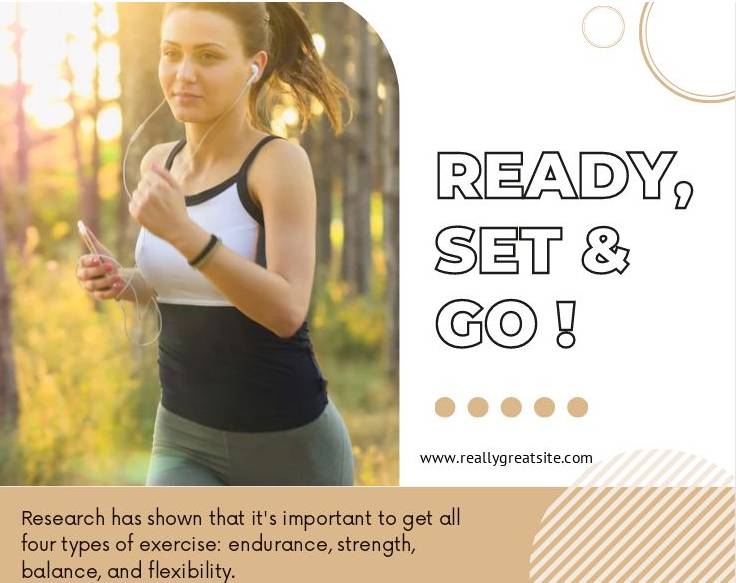 READY,
SET &
GO !
www.reallygreatsite.com
Research has shown that it's important to get all
four types of exercise: endurance, strength,
balance, and flexibility.